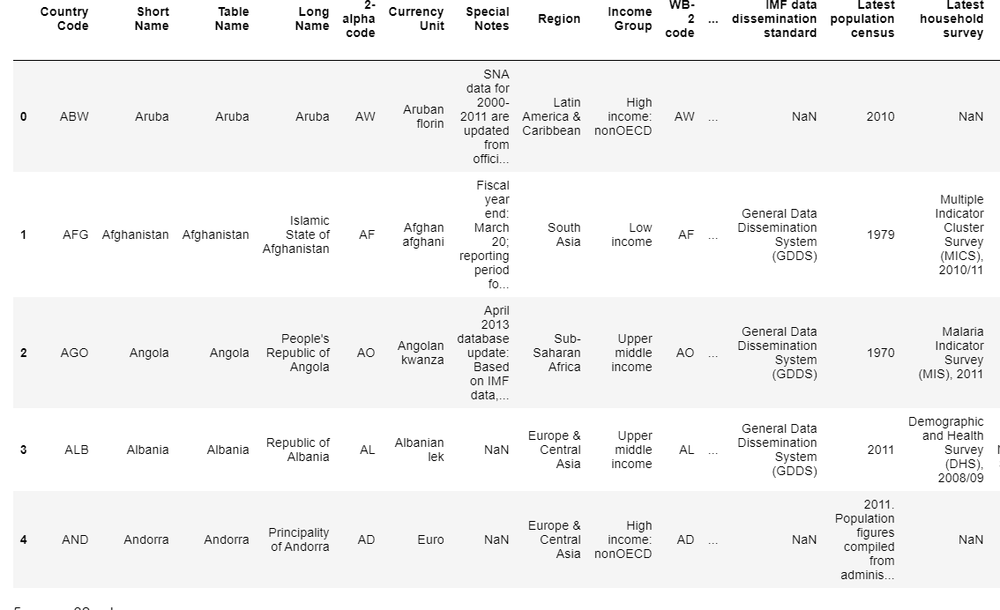 Country Code Short Name Table Name Long Name 2-alpha code Currency Unit Special Notes Region Income Group WB-2 code ... IMF data dissemination standard Latest population census Latest household survey
0 ABW Aruba Aruba Aruba AW Aruban florin SNA data for 2000-2011 are updated from offici... Latin America & Caribbean High income: nonOECD AW ... NaN 2010 NaN
1 AFG Afghanistan Afghanistan Islamic State of Afghanistan AF Afghan afghani Fiscal year end: March 20; reporting period fo... South Asia Low income AF ... General Data Dissemination System (GDDS) 1979 Multiple Indicator Cluster Survey (MICS), 2010/11
2 AGO Angola Angola People's Republic of Angola AO Angolan kwanza April 2013 database update: Based on IMF data,... Sub-Saharan Africa Upper middle income AO ... General Data Dissemination System (GDDS) 1970 Malaria Indicator Survey (MIS), 2011
3 ALB Albania Albania Republic of Albania AL Albanian lek NaN Europe & Central Asia Upper middle income AL ... General Data Dissemination System (GDDS) 2011 Demographic and Health Survey (DHS), 2008/09
4 AND Andorra Andorra Principality of Andorra AD Euro NaN Europe & Central Asia High income: nonOECD AD ... NaN 2011. Population figures compiled from adminis... NaN